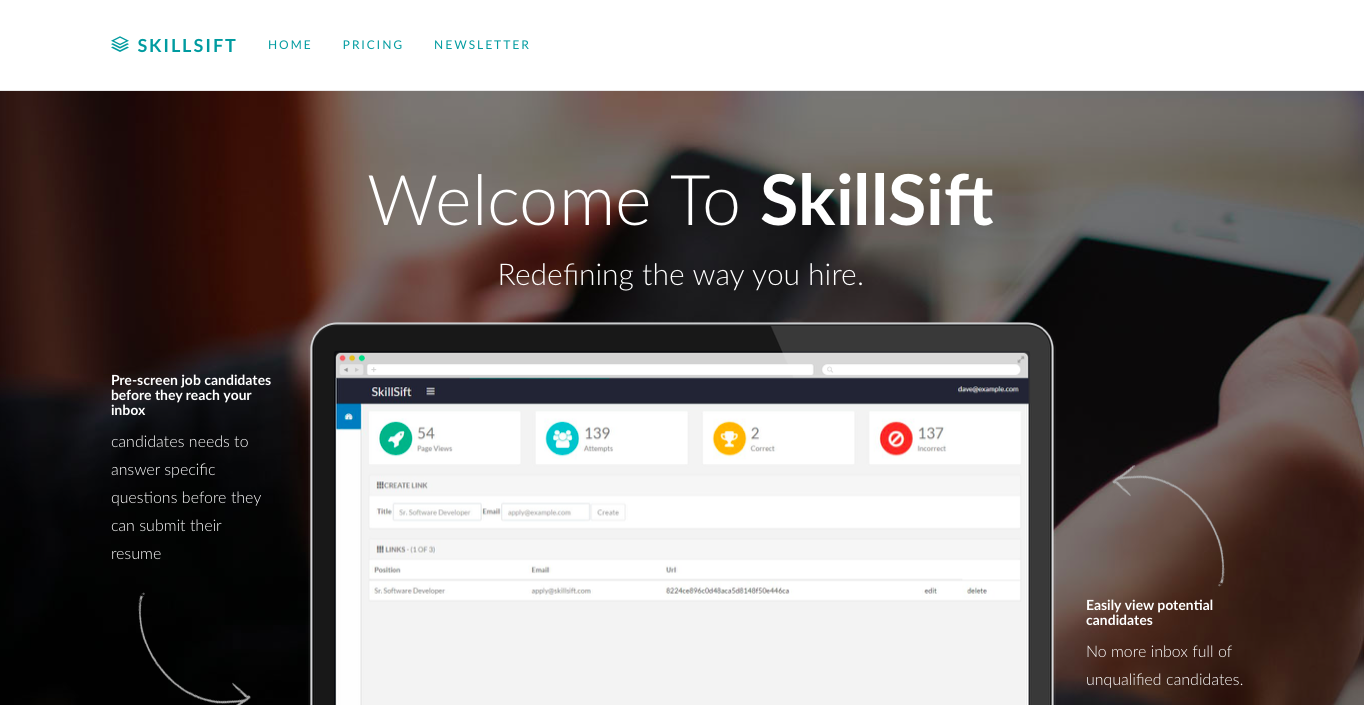 SKILLSIFT HOME PRICING NEWSLETTER
Welcome To SkillSift
Redefining the way you hire.
Pre-screen job candidates
before they reach your
inbox
candidates needs to
answer specific
questions before they
can submit their
resume
SkillSift dave@example.com
54 139 2 137
Page Views Attempts Correct Incorrect
CREATE LINK
Title Sr. Software Developer Email apply@example.com Create
LINKS - (1 OF 3)
Position Email Url
Sr. Software Developer apply@skillsift.com 8224ce896c0d48aca5d8148f50e446ca edit delete
Easily view potential
candidates
No more inbox full of
unqualified candidates.